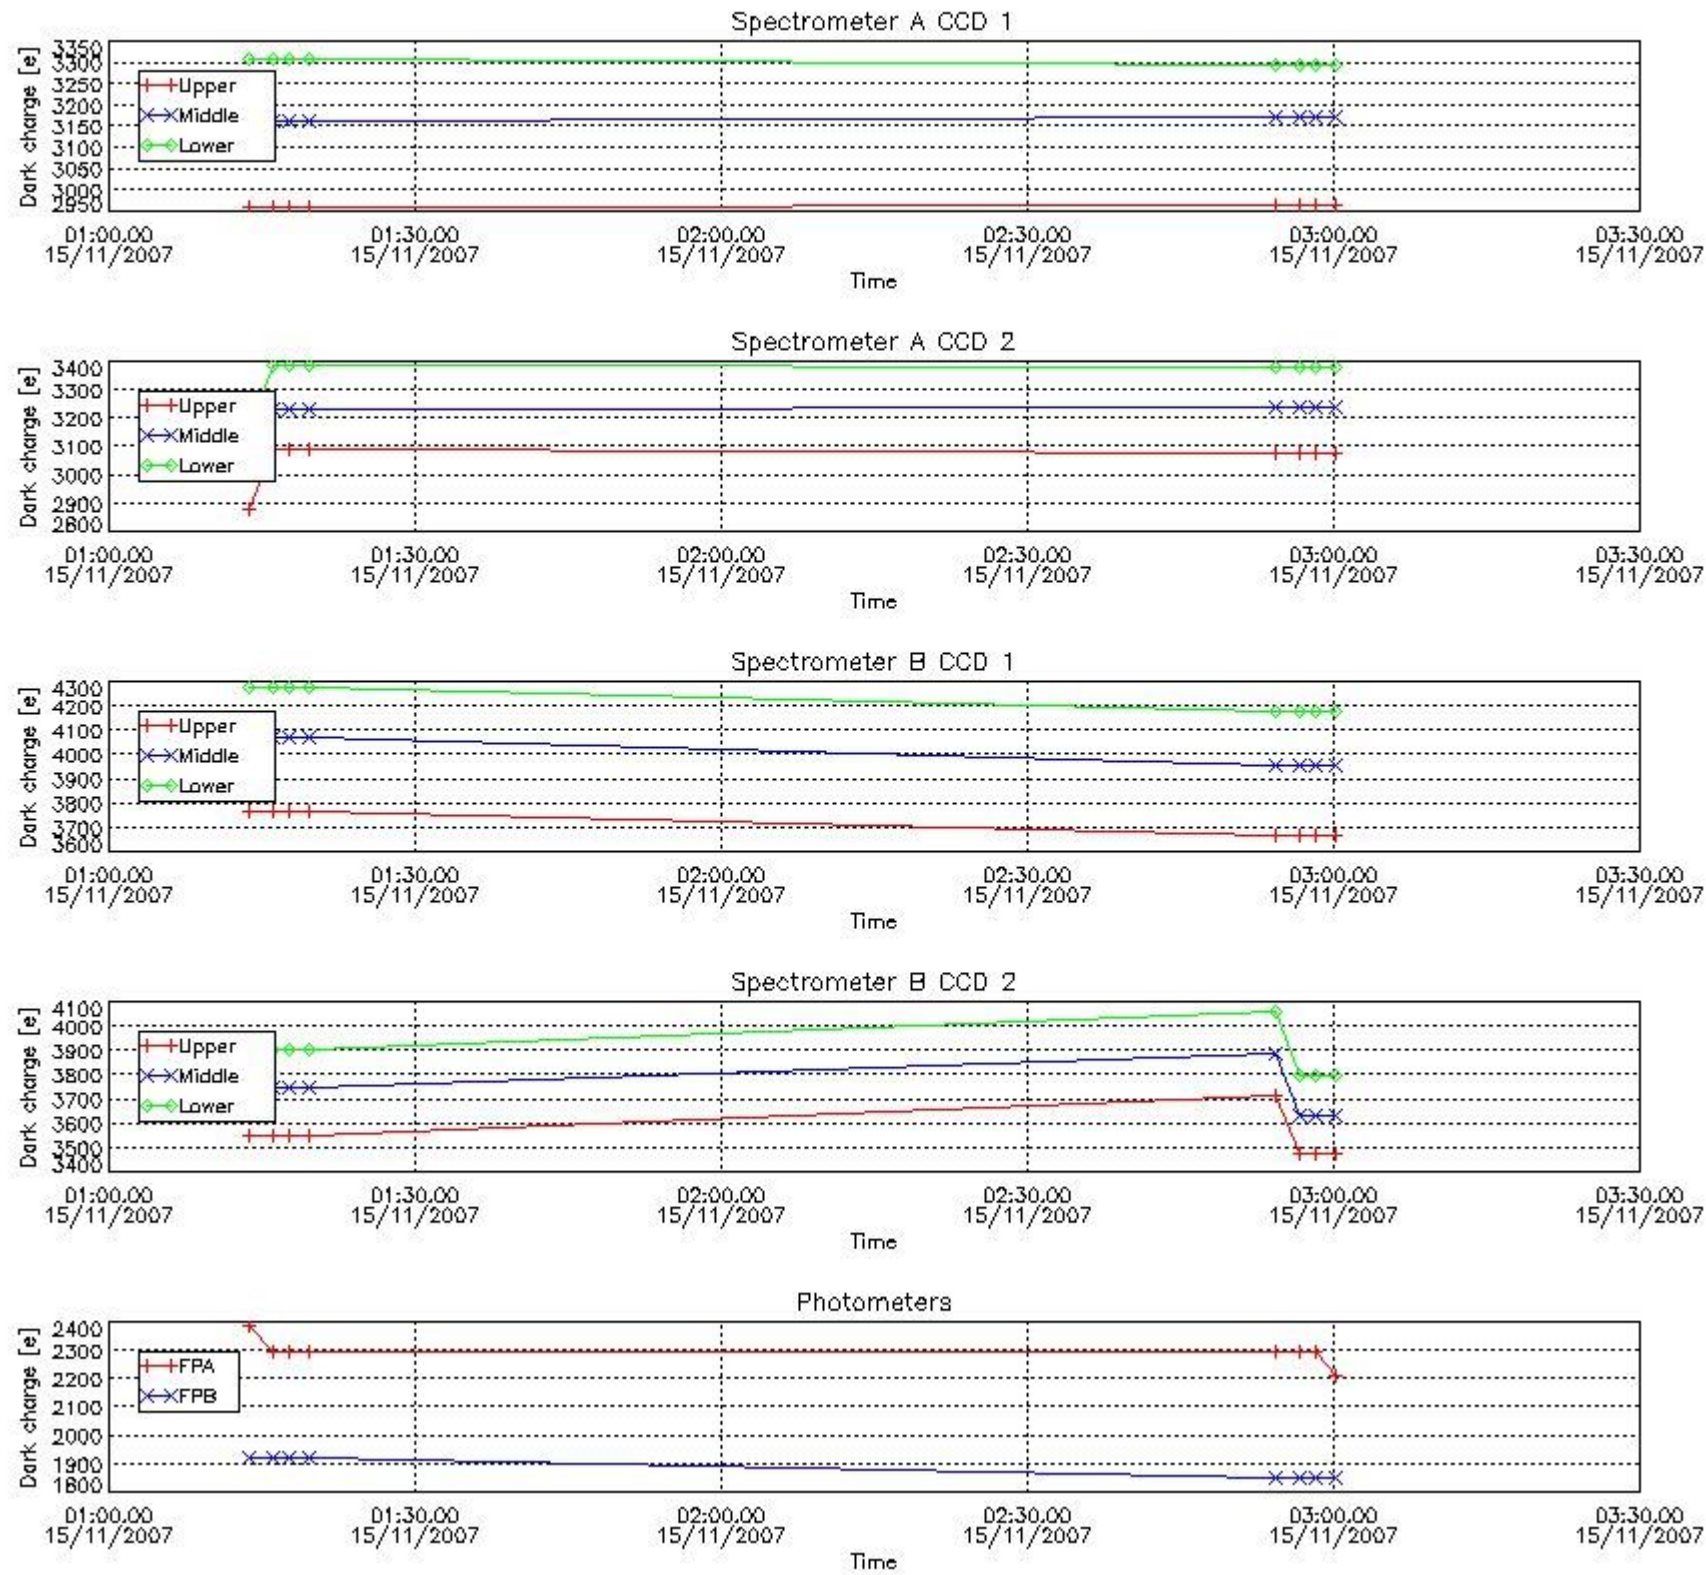 Spectrometer A CCD 1
Dark charge [e]
3350
3300
3250
3200
3150
3100
3050
3000
2950
Upper
Middle
Lower
01:00.00 01:30.00 02:00.00 02:30.00 03:00.00 03:30.00
15/11/2007 15/11/2007 15/11/2007 15/11/2007 15/11/2007 15/11/2007
Time
Spectrometer A CCD 2
Dark charge [e]
3400
3300
3200
3100
3000
2900
2800
Upper
Middle
Lower
01:00.00 01:30.00 02:00.00 02:30.00 03:00.00 03:30.00
15/11/2007 15/11/2007 15/11/2007 15/11/2007 15/11/2007 15/11/2007
Time
Spectrometer B CCD 1
Dark charge [e]
4300
4200
4100
4000
3900
3800
3700
3600
Upper
Middle
Lower
01:00.00 01:30.00 02:00.00 02:30.00 03:00.00 03:30.00
15/11/2007 15/11/2007 15/11/2007 15/11/2007 15/11/2007 15/11/2007
Time
Spectrometer B CCD 2
Dark charge [e]
4100
4000
3900
3800
3700
3600
3500
3400
Upper
Middle
Lower
01:00.00 01:30.00 02:00.00 02:30.00 03:00.00 03:30.00
15/11/2007 15/11/2007 15/11/2007 15/11/2007 15/11/2007 15/11/2007
Time
Photometers
Dark charge [e]
2400
2300
2200
2100
2000
1900
1800
FPA
FPB
01:00.00 01:30.00 02:00.00 02:30.00 03:00.00 03:30.00
15/11/2007 15/11/2007 15/11/2007 15/11/2007 15/11/2007 15/11/2007
Time